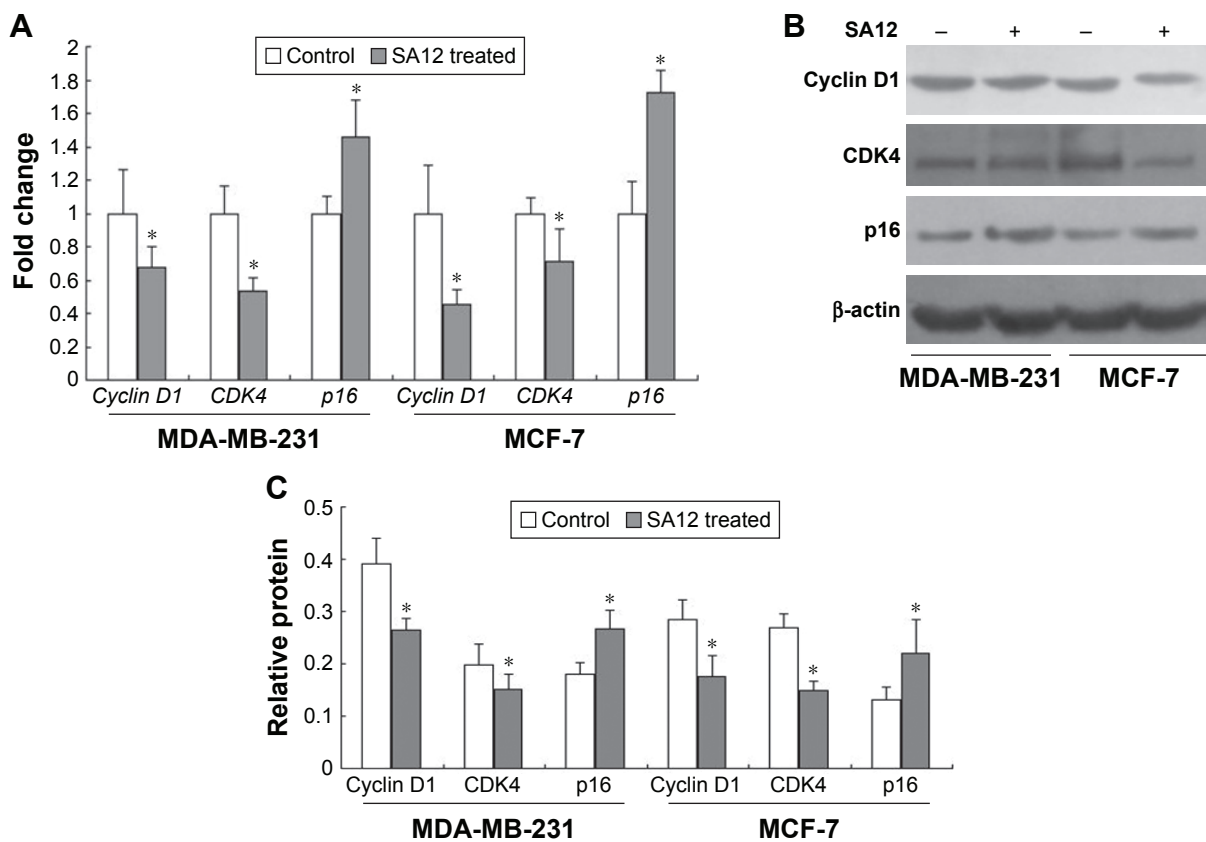 A
Control SA12 treated
Fold change
2
1.8
1.6
1.4
1.2
1
0.8
0.6
0.4
0.2
0
* * * * * *
Cyclin D1 CDK4 p16 Cyclin D1 CDK4 p16
MDA-MB-231 MCF-7
B
SA12 – + – +
Cyclin D1
CDK4
p16
β-actin
MDA-MB-231 MCF-7
C
Control SA12 treated
Relative protein
0.5
0.4
0.3
0.2
0.1
0
* * * * * *
Cyclin D1 CDK4 p16 Cyclin D1 CDK4 p16
MDA-MB-231 MCF-7